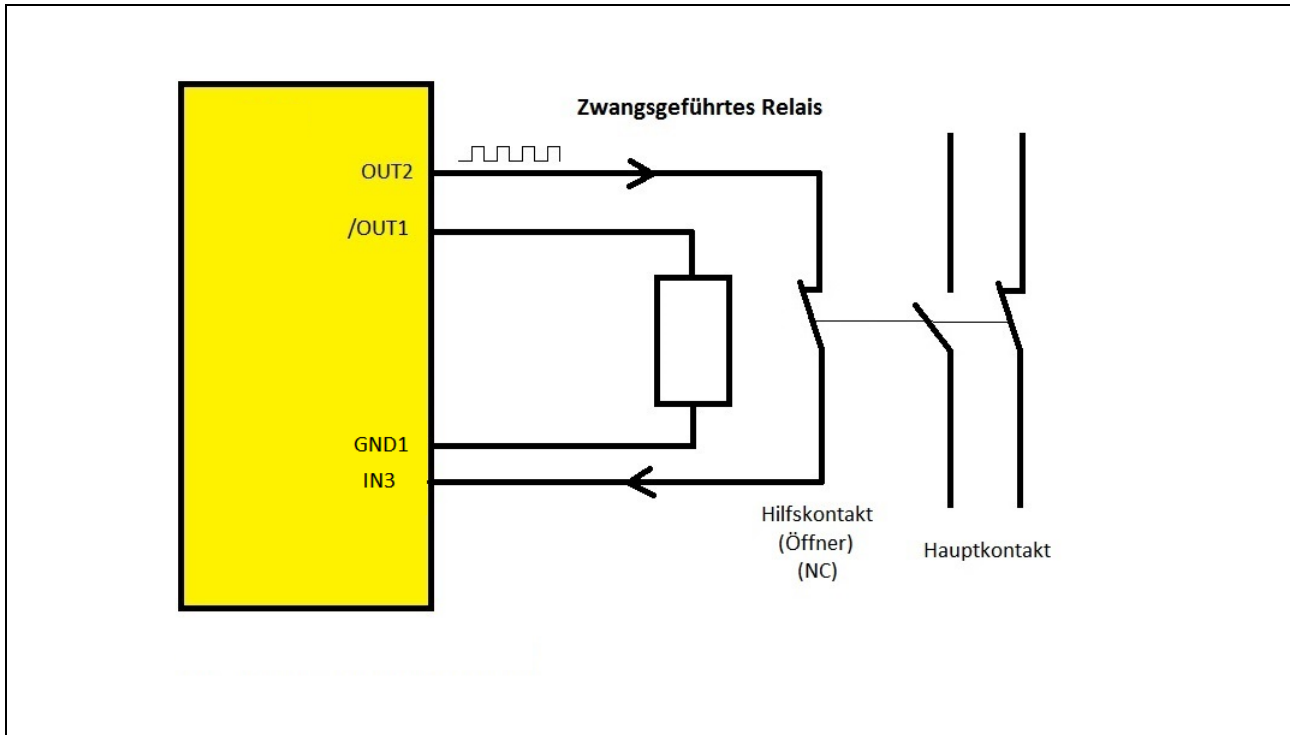 Zwangsgeführtes Relais
OUT2
/OUT1
GND1
IN3
Hilfskontakt
(Öffner)
(NC)
Hauptkontakt